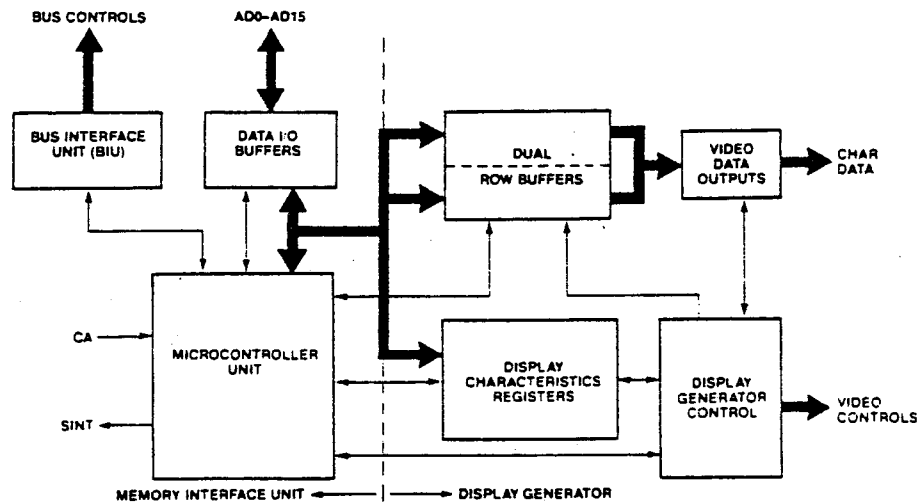 BUS CONTROLS
AD0–AD15
BUS INTERFACE
UNIT (BIU)
DATA I/O
BUFFERS
DUAL
ROW BUFFERS
VIDEO
DATA
OUTPUTS
CHAR
DATA
CA
MICROCONTROLLER
UNIT
SINT
DISPLAY
CHARACTERISTICS
REGISTERS
DISPLAY
GENERATOR
CONTROL
VIDEO
CONTROLS
MEMORY INTERFACE UNIT
DISPLAY GENERATOR